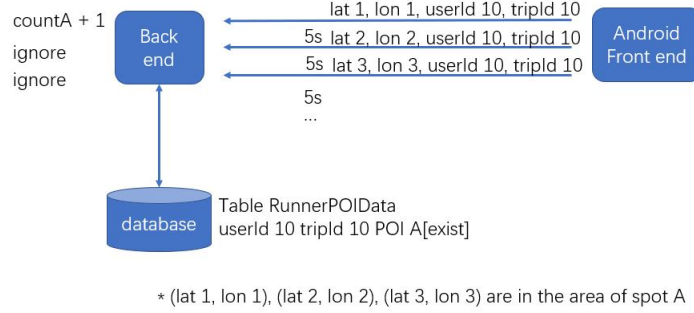 countA + 1
ignore
ignore
Back
end
lat 1, lon 1, userId 10, tripId 10
5s lat 2, lon 2, userId 10, tripId 10
5s lat 3, lon 3, userId 10, tripId 10
5s
...
Android
Front end
database
Table RunnerPOIData
userId 10 tripId 10 POI A[exist]
* (lat 1, lon 1), (lat 2, lon 2), (lat 3, lon 3) are in the area of spot A